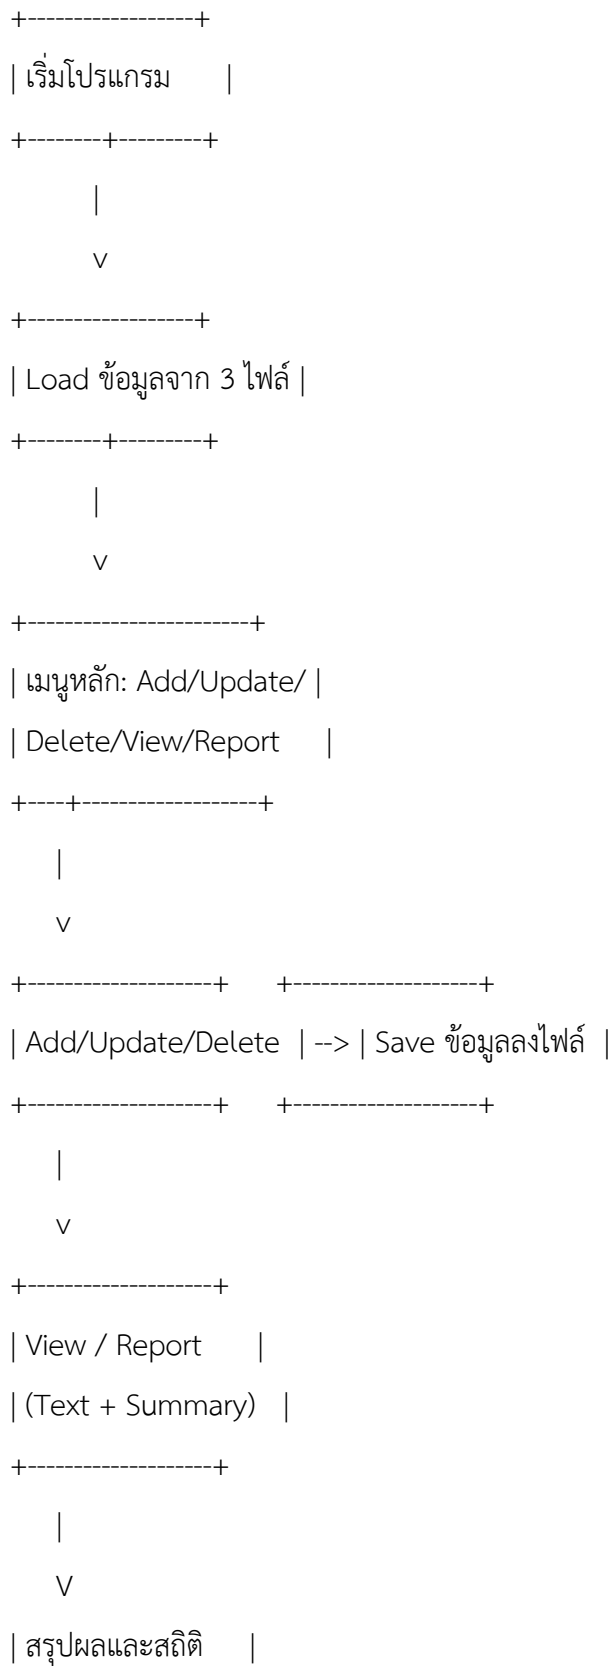 +------------------+
| เริ่มโปรแกรม      |
+--------+---------+
         |
         v
+------------------+
| Load ข้อมูลจาก 3 ไฟล์ |
+--------+---------+
         |
         v
+------------------------+
| เมนูหลัก: Add/Update/ |
| Delete/View/Report     |
+----+-------------------+
     |
     v
+--------------------+     +--------------------+
| Add/Update/Delete  | --> | Save ข้อมูลลงไฟล์  |
+--------------------+     +--------------------+
     |
     v
+--------------------+
| View / Report      |
| (Text + Summary)   |
+--------------------+
     |
     V
| สรุปผลและสถิติ     |